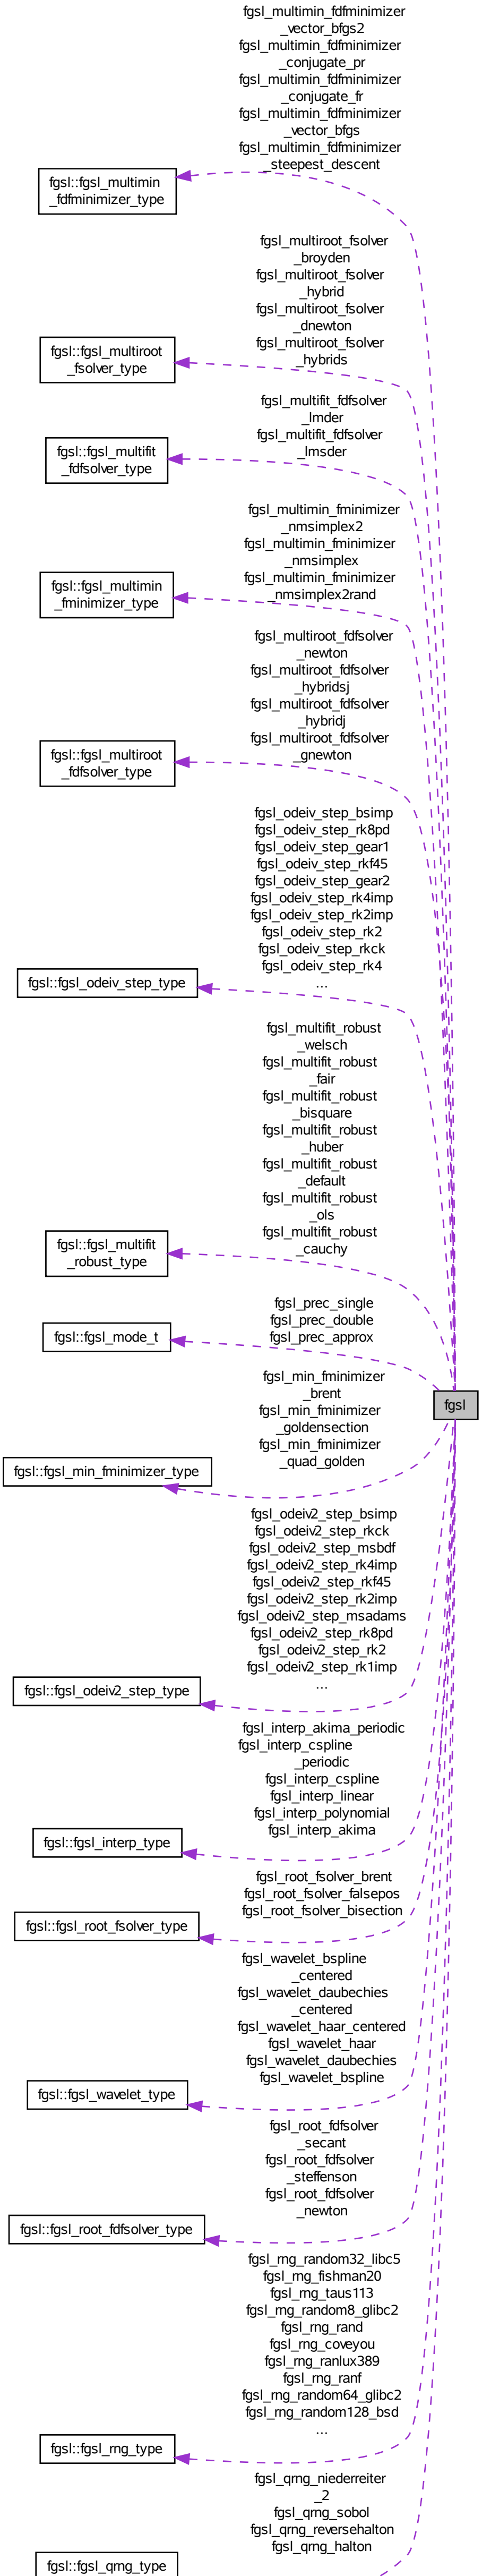 fgsl_multimin_fdfminimizer
_vector_bfgs2
fgsl_multimin_fdfminimizer
_conjugate_pr
fgsl_multimin_fdfminimizer
_conjugate_fr
fgsl_multimin_fdfminimizer
_vector_bfgs
fgsl_multimin_fdfminimizer
_steepest_descent
fgsl::fgsl_multimin
_fdfminimizer_type
fgsl_multiroot_fsolver
_broyden
fgsl_multiroot_fsolver
_hybrid
fgsl_multiroot_fsolver
_dnewton
fgsl_multiroot_fsolver
_hybrids
fgsl::fgsl_multiroot
_fsolver_type
fgsl_multifit_fdfsolver
_lmder
fgsl_multifit_fdfsolver
_lmsder
fgsl::fgsl_multifit
_fdfsolver_type
fgsl_multimin_fminimizer
_nmsimplex2
fgsl_multimin_fminimizer
_nmsimplex
fgsl_multimin_fminimizer
_nmsimplex2rand
fgsl::fgsl_multimin
_fminimizer_type
fgsl_multiroot_fdfsolver
_newton
fgsl_multiroot_fdfsolver
_hybridsj
fgsl_multiroot_fdfsolver
_hybridj
fgsl_multiroot_fdfsolver
_gnewton
fgsl::fgsl_multiroot
_fdfsolver_type
fgsl_odeiv_step_bsimp
fgsl_odeiv_step_rk8pd
fgsl_odeiv_step_gear1
fgsl_odeiv_step_rkf45
fgsl_odeiv_step_gear2
fgsl_odeiv_step_rk4imp
fgsl_odeiv_step_rk2imp
fgsl_odeiv_step_rk2
fgsl_odeiv_step_rkck
fgsl_odeiv_step_rk4
...
fgsl::fgsl_odeiv_step_type
fgsl_multifit_robust
_welsch
fgsl_multifit_robust
_fair
fgsl_multifit_robust
_bisquare
fgsl_multifit_robust
_huber
fgsl_multifit_robust
_default
fgsl_multifit_robust
_ols
fgsl_multifit_robust
_cauchy
fgsl::fgsl_multifit
_robust_type
fgsl_prec_single
fgsl_prec_double
fgsl_prec_approx
fgsl::fgsl_mode_t
fgsl
fgsl_min_fminimizer
_brent
fgsl_min_fminimizer
_goldensection
fgsl_min_fminimizer
_quad_golden
fgsl::fgsl_min_fminimizer_type
fgsl_odeiv2_step_bsimp
fgsl_odeiv2_step_rkck
fgsl_odeiv2_step_msbdf
fgsl_odeiv2_step_rk4imp
fgsl_odeiv2_step_rkf45
fgsl_odeiv2_step_rk2imp
fgsl_odeiv2_step_msadams
fgsl_odeiv2_step_rk8pd
fgsl_odeiv2_step_rk2
fgsl_odeiv2_step_rk1imp
...
fgsl::fgsl_odeiv2_step_type
fgsl_interp_akima_periodic
fgsl_interp_cspline
_periodic
fgsl_interp_cspline
fgsl_interp_linear
fgsl_interp_polynomial
fgsl_interp_akima
fgsl::fgsl_interp_type
fgsl_root_fsolver_brent
fgsl_root_fsolver_falsepos
fgsl_root_fsolver_bisection
fgsl::fgsl_root_fsolver_type
fgsl_wavelet_bspline
_centered
fgsl_wavelet_daubechies
_centered
fgsl_wavelet_haar_centered
fgsl_wavelet_haar
fgsl_wavelet_daubechies
fgsl_wavelet_bspline
fgsl::fgsl_wavelet_type
fgsl_root_fdfsolver
_secant
fgsl_root_fdfsolver
_steffenson
fgsl_root_fdfsolver
_newton
fgsl::fgsl_root_fdfsolver_type
fgsl_rng_random32_libc5
fgsl_rng_fishman20
fgsl_rng_taus113
fgsl_rng_random8_glibc2
fgsl_rng_rand
fgsl_rng_coveyou
fgsl_rng_ranlux389
fgsl_rng_ranf
fgsl_rng_random64_glibc2
fgsl_rng_random128_bsd
...
fgsl::fgsl_rng_type
fgsl_qrng_niederreiter
_2
fgsl_qrng_sobol
fgsl_qrng_reversehalton
fgsl_qrng_halton
fgsl::fgsl_qrng_type